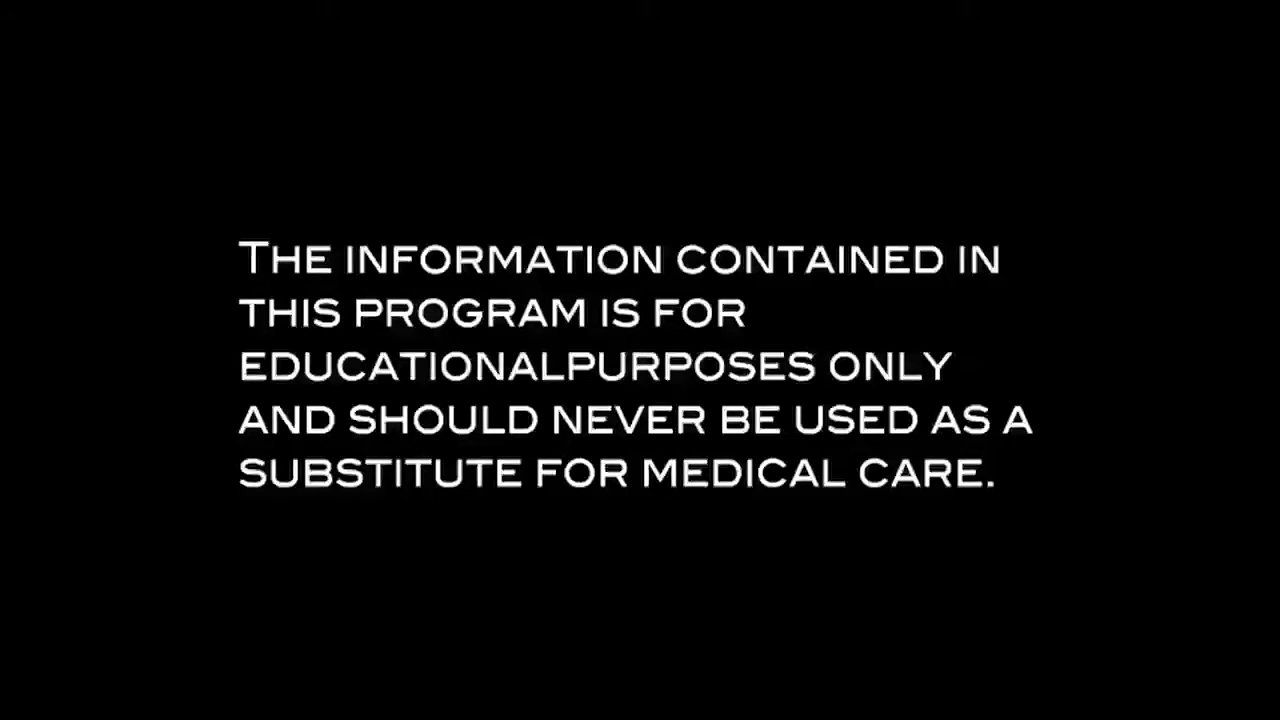 THE INFORMATION CONTAINED IN
THIS PROGRAM IS FOR
EDUCATIONALPURPOSES ONLY
AND SHOULD NEVER BE USED AS A
SUBSTITUTE FOR MEDICAL CARE.